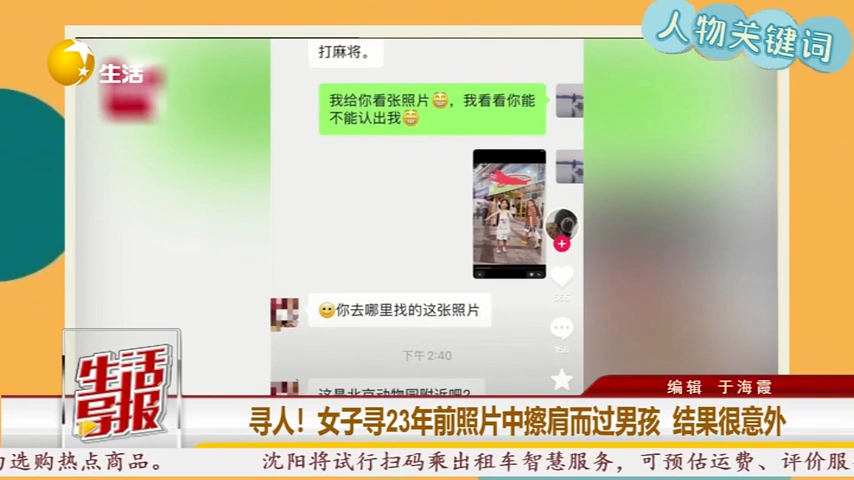 人物关键词
生活
打麻将。
我给你看张照片😁，我看看你能
不能认出我😁
🙂你去哪里找的这张照片
下午2:40
这是北京动物园附近吧?
生活
导报
编辑 于海霞
寻人！女子寻23年前照片中擦肩而过男孩 结果很意外
选购热点商品。 沈阳将试行扫码乘出租车智慧服务，可预估运费、评价服